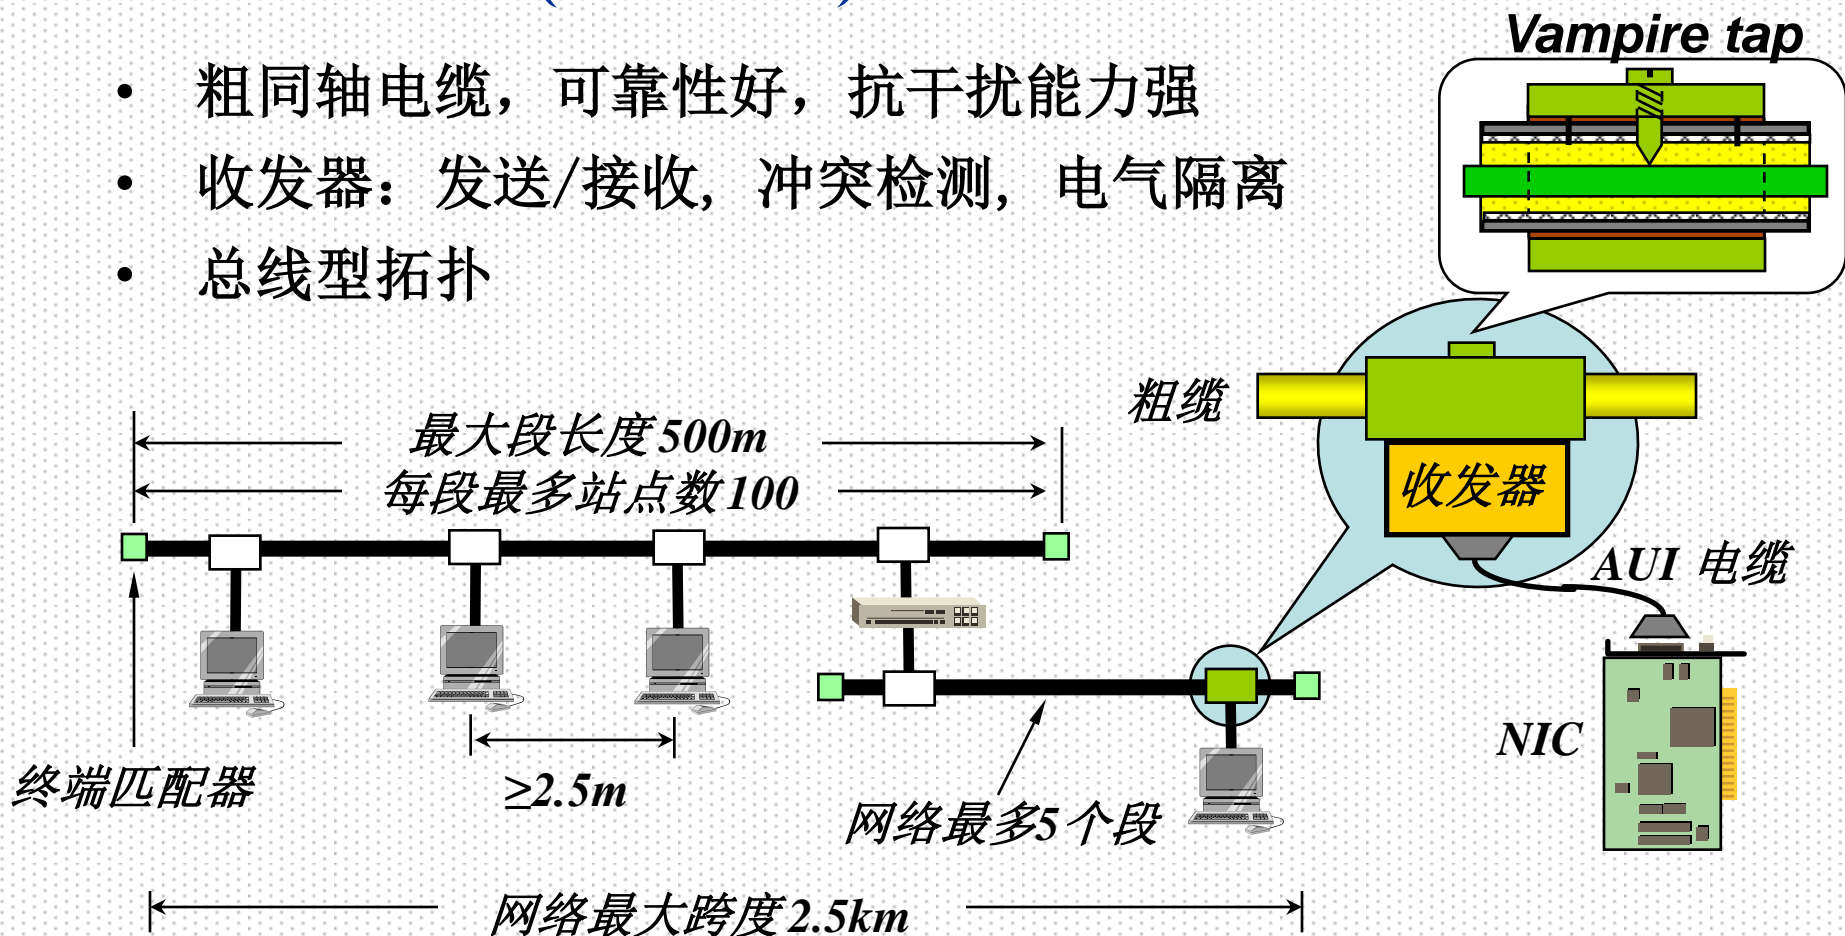 Vampire tap
• 粗同轴电缆，可靠性好，抗干扰能力强
• 收发器：发送/接收, 冲突检测, 电气隔离
• 总线型拓扑
粗缆
收发器
AUI 电缆
NIC
最大段长度500m
每段最多站点数100
终端匹配器
≥2.5m
网络最多5个段
网络最大跨度2.5km